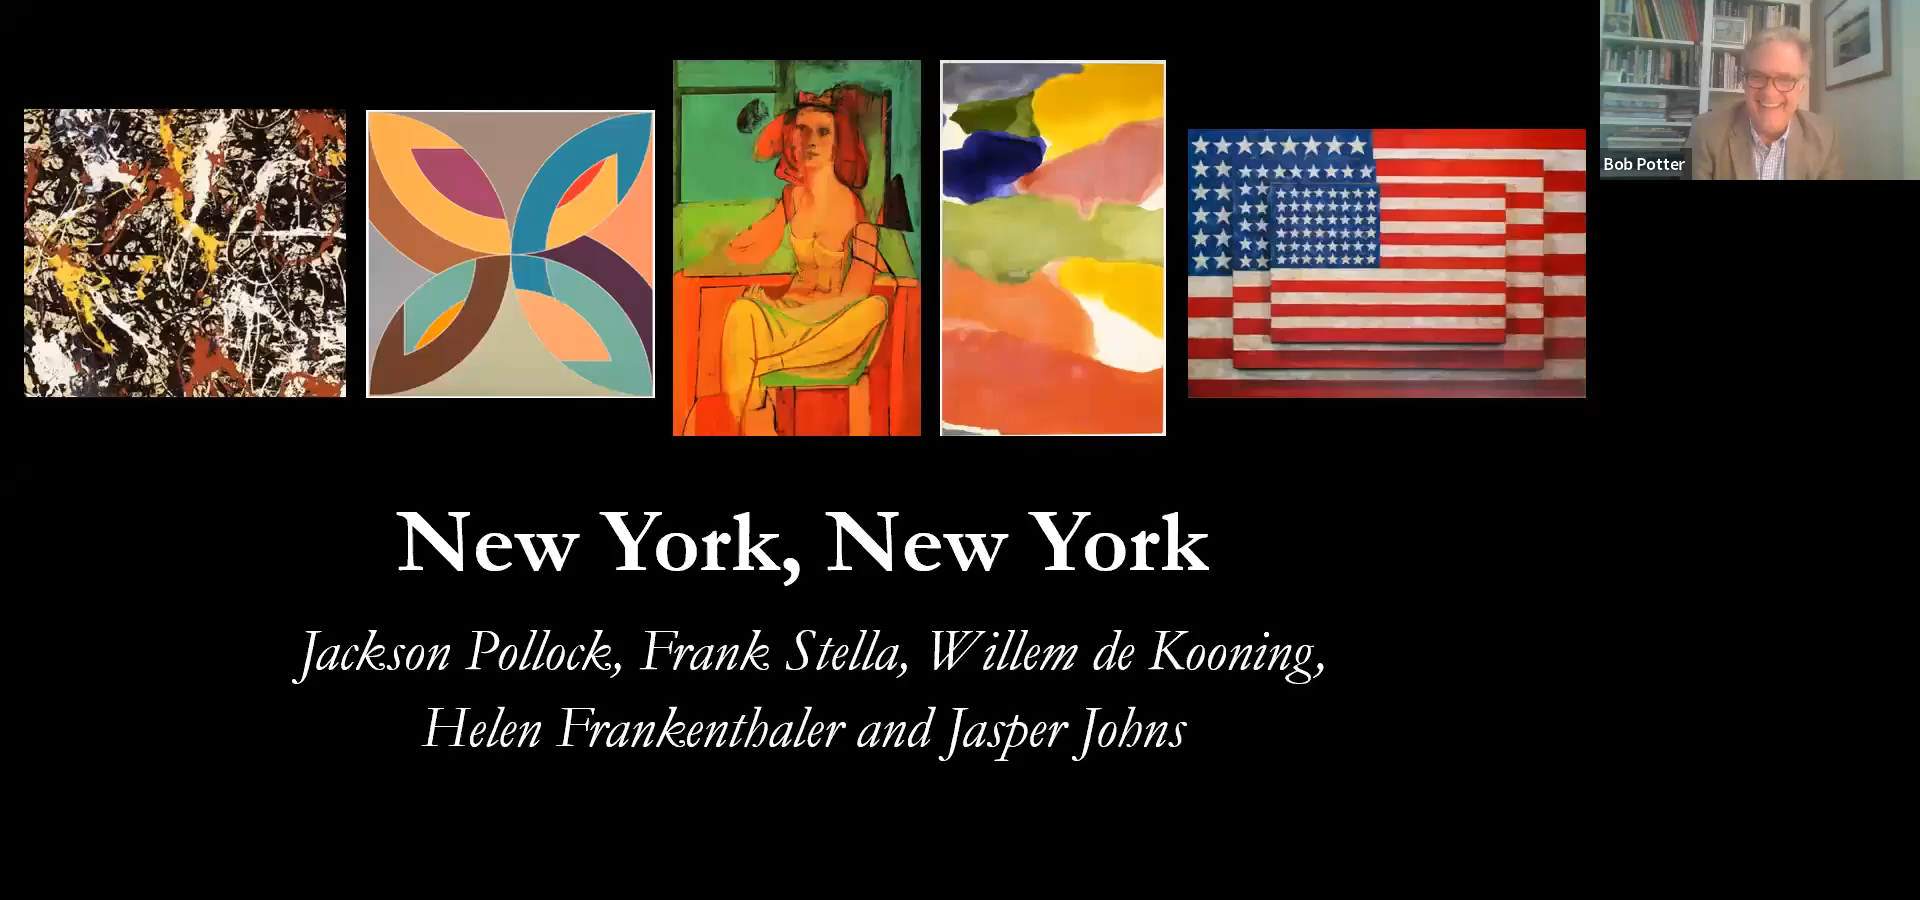 Bob Potter
New York, New York
Jackson Pollock, Frank Stella, Willem de Kooning,
Helen Frankenthaler and Jasper Johns